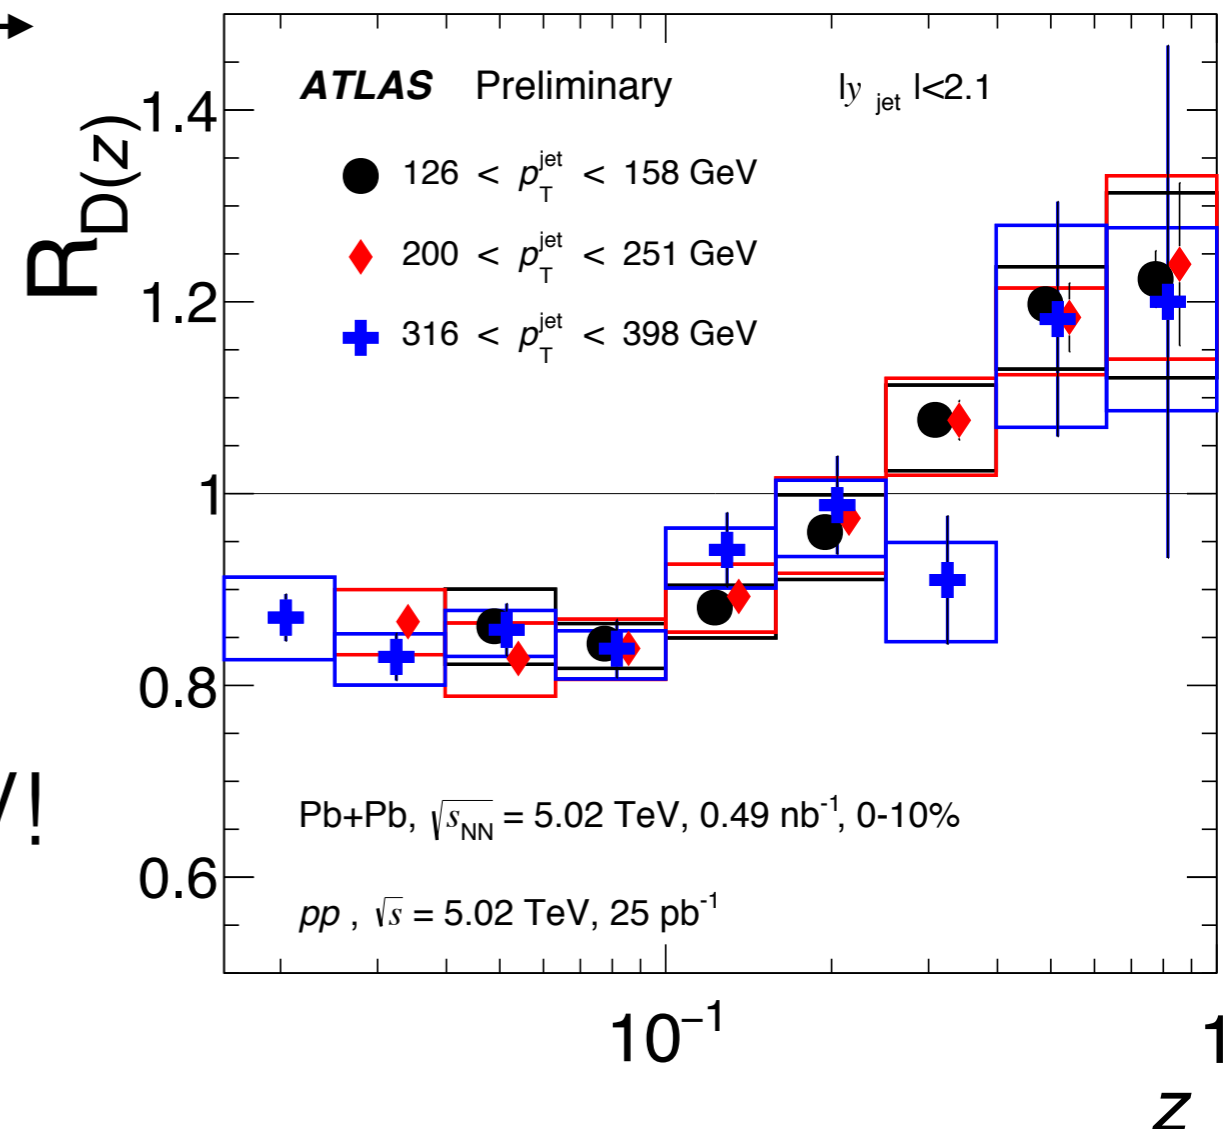 ATLAS Preliminary |y jet |<2.1
126 < p_T^jet < 158 GeV
200 < p_T^jet < 251 GeV
316 < p_T^jet < 398 GeV
R_D(z)
1.4
1.2
1
0.8
0.6
V!
Pb+Pb, √s_NN = 5.02 TeV, 0.49 nb⁻¹, 0-10%
pp , √s = 5.02 TeV, 25 pb⁻¹
10⁻¹ 1
z